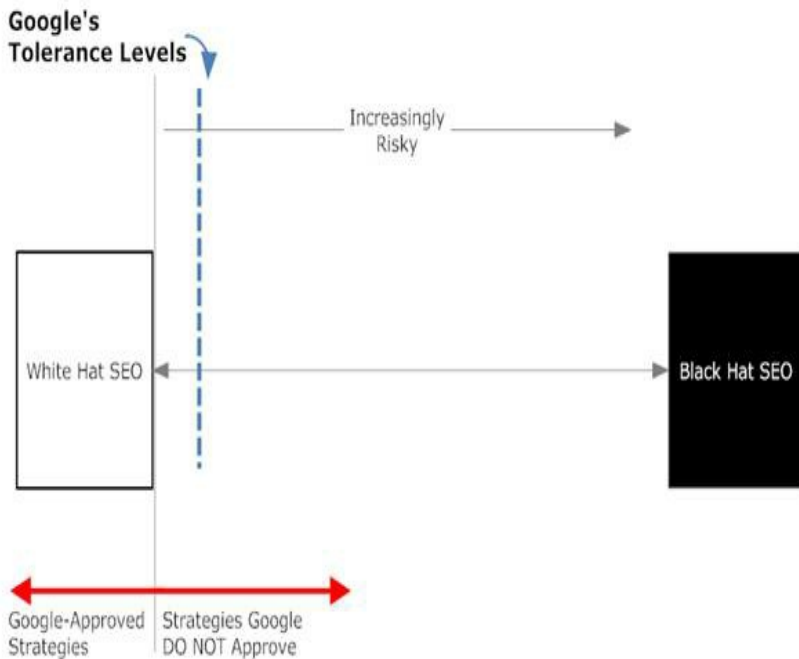 Google's
Tolerance Levels
Increasingly
Risky
White Hat SEO
Black Hat SEO
Google-Approved
Strategies
Strategies Google
DO NOT Approve